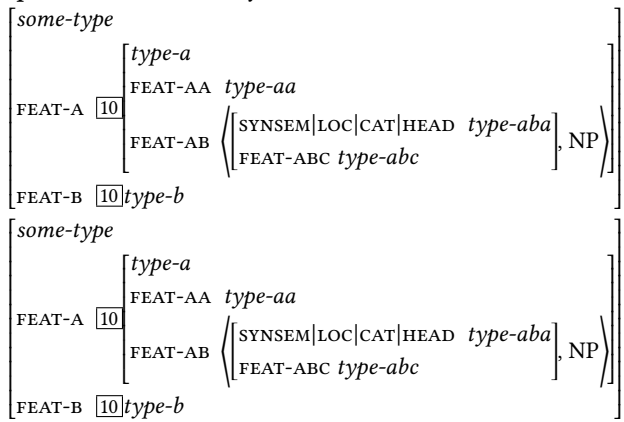 some-type
type-a
FEAT-AA type-aa
FEAT-A 10
FEAT-AB ⟨[SYNSEM|LOC|CAT|HEAD type-aba
FEAT-ABC type-abc], NP⟩
FEAT-B 10 type-b
some-type
type-a
FEAT-AA type-aa
FEAT-A 10
FEAT-AB ⟨[SYNSEM|LOC|CAT|HEAD type-aba
FEAT-ABC type-abc], NP⟩
FEAT-B 10 type-b